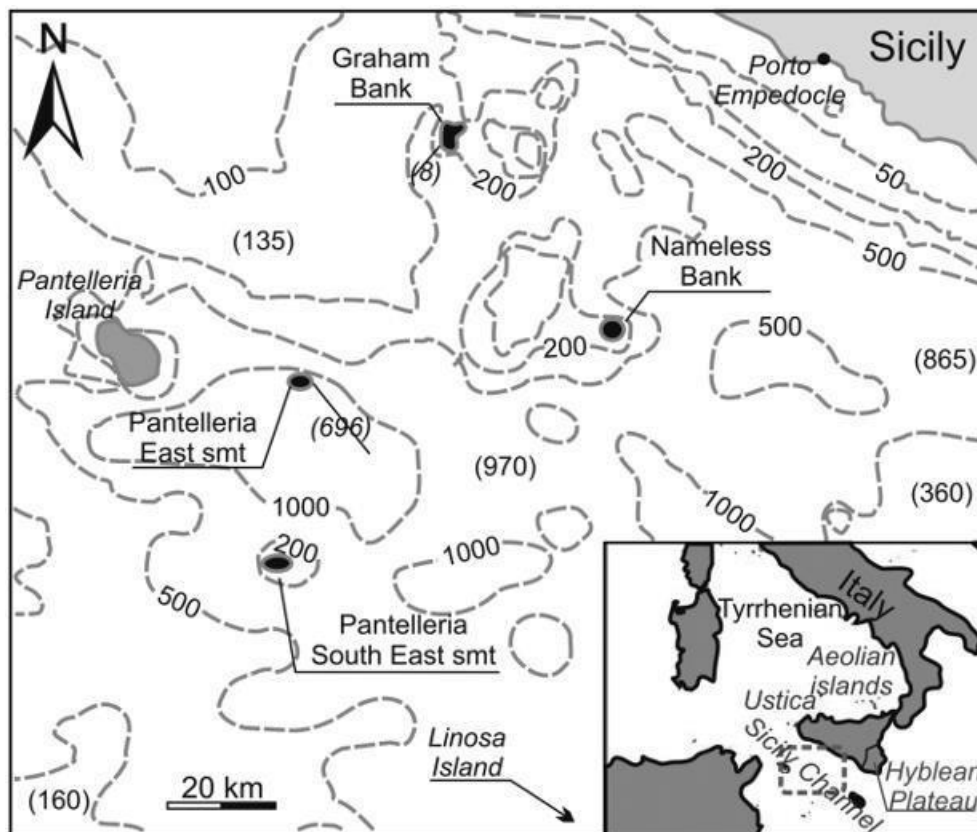 N
Graham
Bank
Sicily
Porto
Empedocle
100
(8)
200
200
50
500
(135)
Nameless
Bank
Pantelleria
Island
200
500
(865)
Pantelleria
East smt
(696)
(970)
(360)
1000
1000
200
1000
500
Pantelleria
South East smt
Linosa
Island
20 km
(160)
Italy
Tyrrhenian
Sea
Aeolian
islands
Ustica
Sicily Channel
Hyblean
Plateau